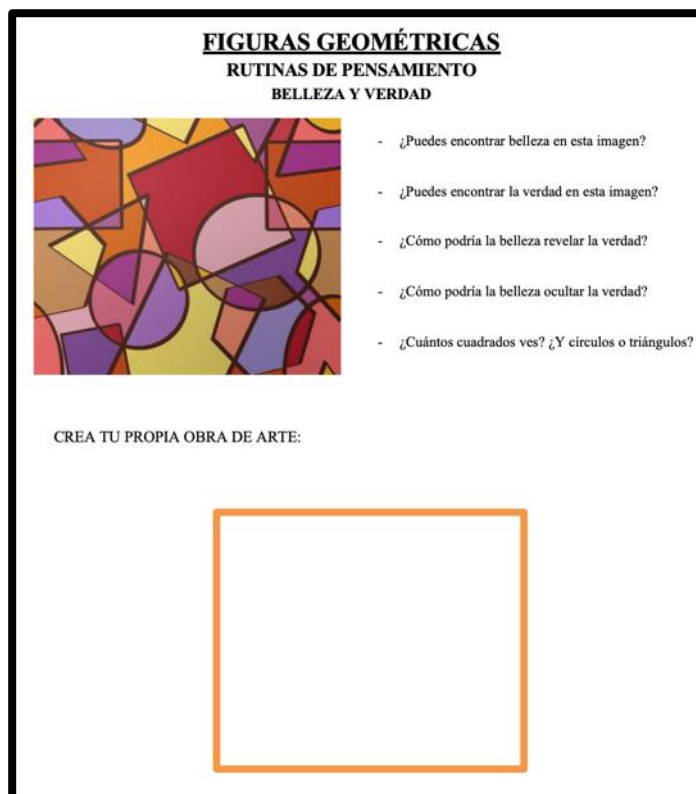 FIGURAS GEOMÉTRICAS
RUTINAS DE PENSAMIENTO
BELLEZA Y VERDAD
- ¿Puedes encontrar belleza en esta imagen?
- ¿Puedes encontrar la verdad en esta imagen?
- ¿Cómo podría la belleza revelar la verdad?
- ¿Cómo podría la belleza ocultar la verdad?
- ¿Cuántos cuadrados ves? ¿Y círculos o triángulos?
CREA TU PROPIA OBRA DE ARTE: